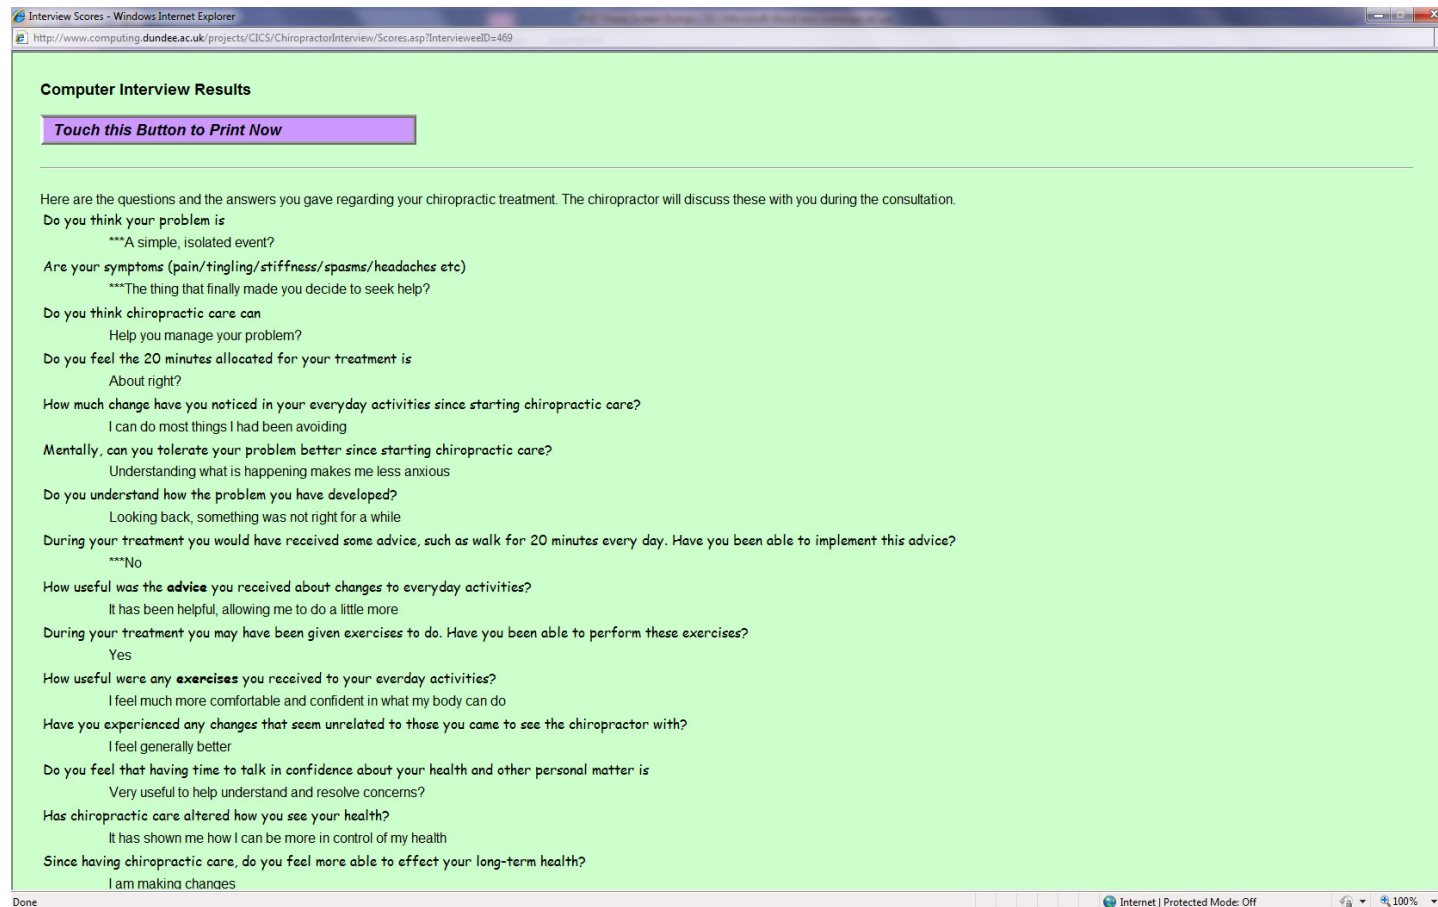 Interview Scores - Windows Internet Explorer
http://www.computing.dundee.ac.uk/projects/CICS/ChiropractorInterview/Scores.asp?IntervieweeID=469
Computer Interview Results
Touch this Button to Print Now
Here are the questions and the answers you gave regarding your chiropractic treatment. The chiropractor will discuss these with you during the consultation.
Do you think your problem is
***A simple, isolated event?
Are your symptoms (pain/tingling/stiffness/spasms/headaches etc)
***The thing that finally made you decide to seek help?
Do you think chiropractic care can
Help you manage your problem?
Do you feel the 20 minutes allocated for your treatment is
About right?
How much change have you noticed in your everyday activities since starting chiropractic care?
I can do most things I had been avoiding
Mentally, can you tolerate your problem better since starting chiropractic care?
Understanding what is happening makes me less anxious
Do you understand how the problem you have developed?
Looking back, something was not right for a while
During your treatment you would have received some advice, such as walk for 20 minutes every day. Have you been able to implement this advice?
***No
How useful was the advice you received about changes to everyday activities?
It has been helpful, allowing me to do a little more
During your treatment you may have been given exercises to do. Have you been able to perform these exercises?
Yes
How useful were any exercises you received to your everday activities?
I feel much more comfortable and confident in what my body can do
Have you experienced any changes that seem unrelated to those you came to see the chiropractor with?
I feel generally better
Do you feel that having time to talk in confidence about your health and other personal matter is
Very useful to help understand and resolve concerns?
Has chiropractic care altered how you see your health?
It has shown me how I can be more in control of my health
Since having chiropractic care, do you feel more able to effect your long-term health?
I am making changes
Done
Internet | Protected Mode: Off
100%